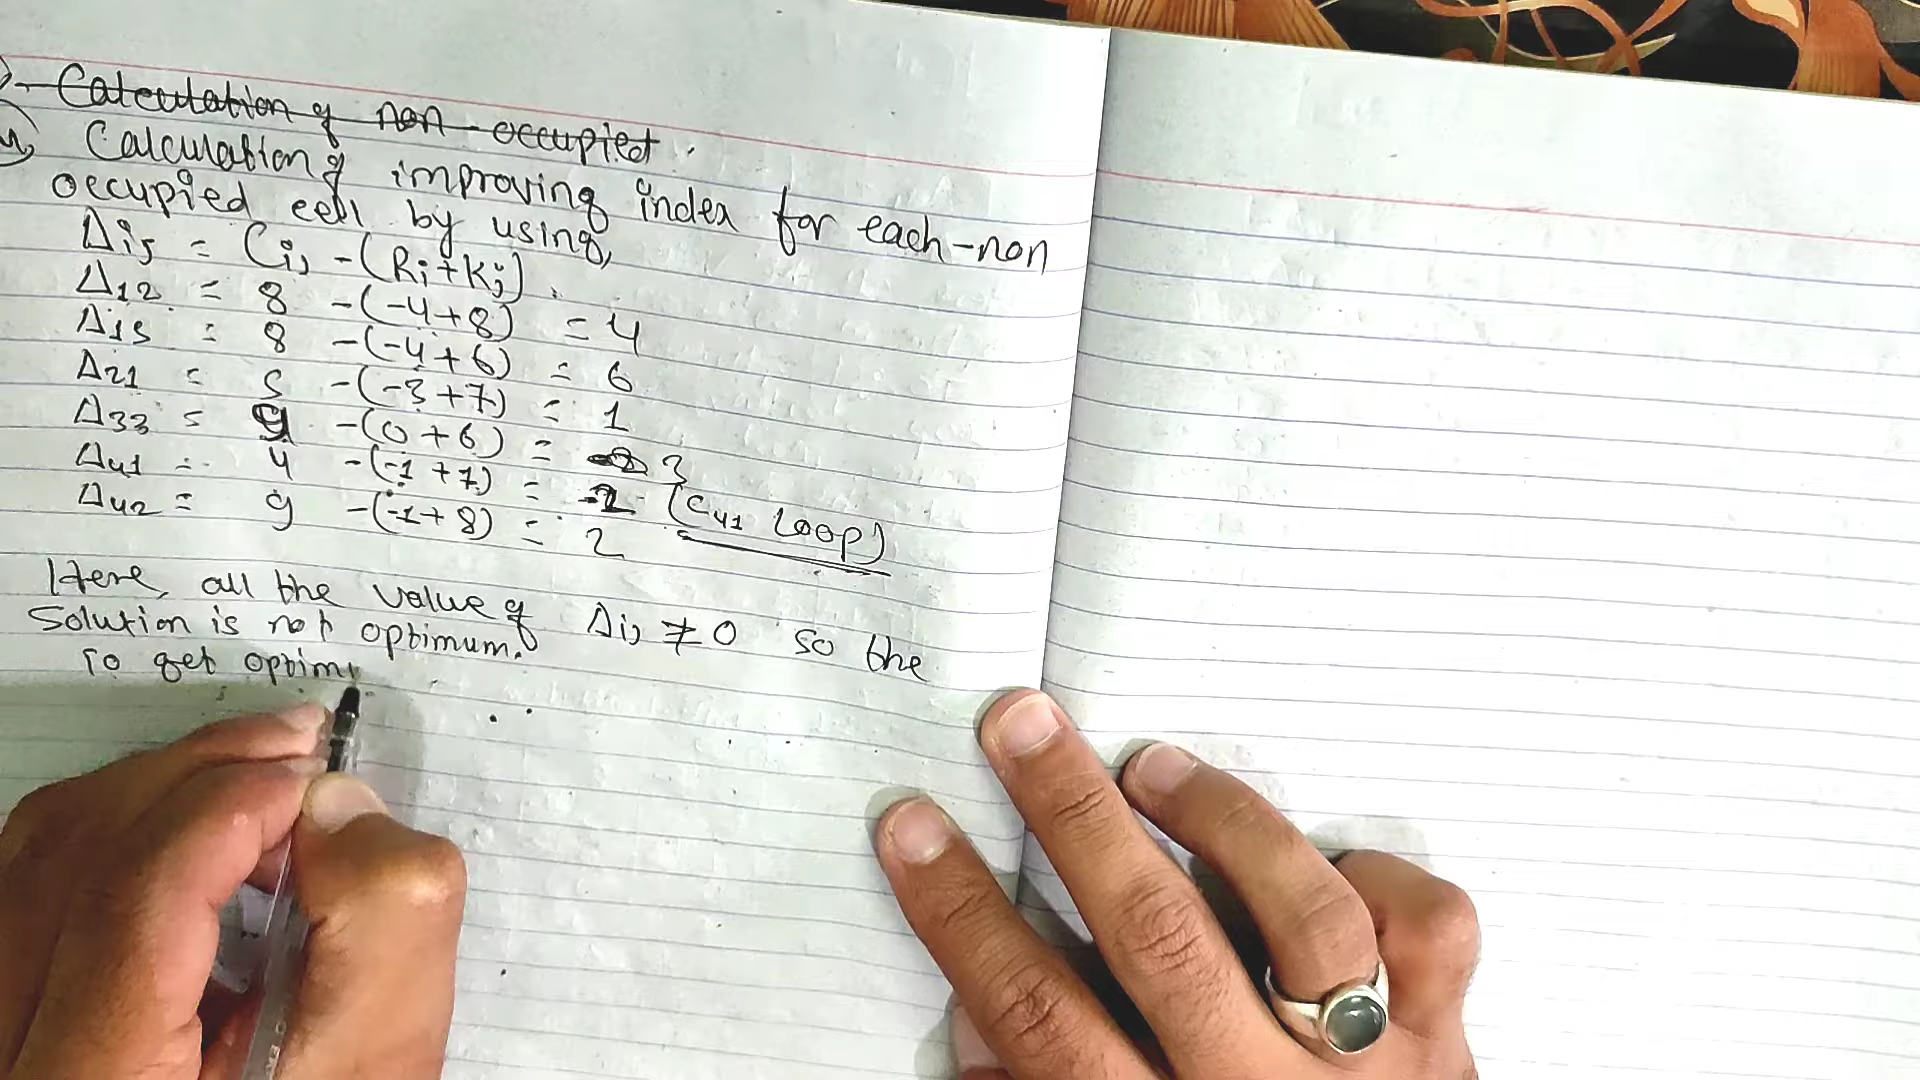 Calculation of non-occupied.
Calculation of improving index for each-non
occupied cell by using,
Δij = Cij - (Ri+Kj).
Δ12 = 8 -(-4+8) = 4
Δ13 = 8 -(-4+6) = 6
Δ21 = 5 -(-3+7) = 1
Δ33 = 9 -(0+6) = 3
Δ41 = 4 -(-1+7) = -2 (C41 Loop)
Δ42 = 9 -(-1+8) = 2
Here, all the value of Δij ≠ 0 so the
Solution is not optimum.
To get optimu